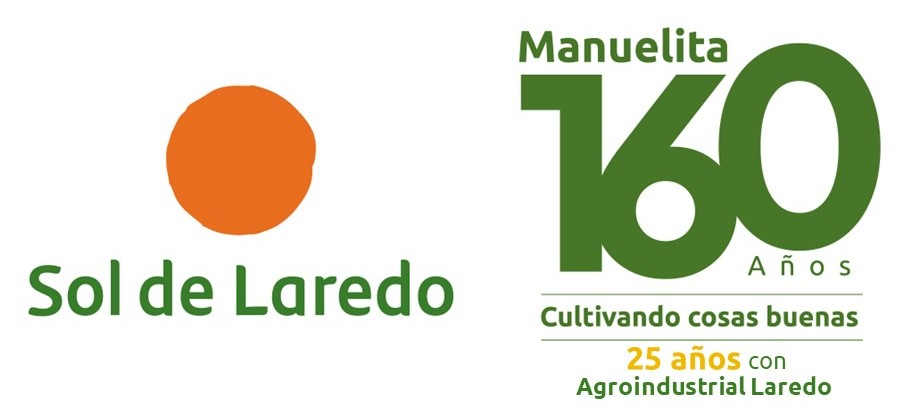 Sol de Laredo
Manuelita
160
Años
Cultivando cosas buenas
25 años con
Agroindustrial Laredo